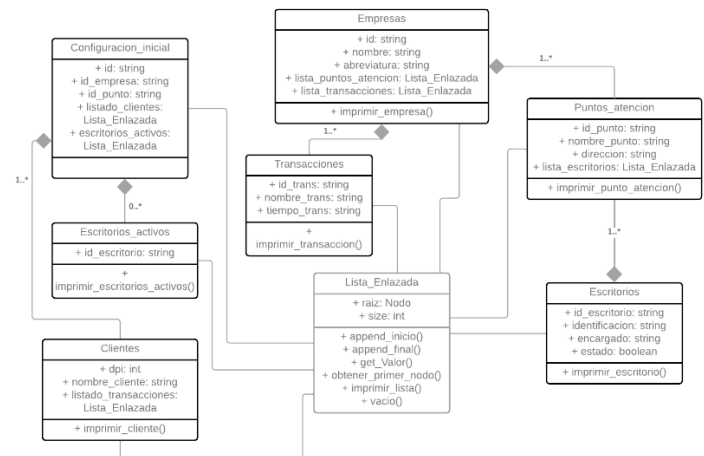 Empresas
+ id: string
+ nombre: string
+ abreviatura: string
+ lista_puntos_atencion: Lista_Enlazada
+ lista_transacciones: Lista_Enlazada
+ imprimir_empresa()
Configuracion_inicial
+ id: string
+ id_empresa: string
+ id_punto: string
+ listado_clientes:
Lista_Enlazada
+ escritorios_activos:
Lista_Enlazada
1..*
Puntos_atencion
+ id_punto: string
+ nombre_punto: string
+ direccion: string
+ lista_escritorios: Lista_Enlazada
+ imprimir_punto_atencion()
1..*
Transacciones
+ id_trans: string
+ nombre_trans: string
+ tiempo_trans: string
+
imprimir_transaccion()
1..*
0..*
Escritorios_activos
+ id_escritorio: string
+
imprimir_escritorios_activos()
1..*
Lista_Enlazada
+ raiz: Nodo
+ size: int
+ append_inicio()
+ append_final()
+ get_Valor()
+ obtener_primer_nodo()
+ imprimir_lista()
+ vacio()
Escritorios
+ id_escritorio: string
+ identificacion: string
+ encargado: string
+ estado: boolean
+ imprimir_escritorio()
Clientes
+ dpi: int
+ nombre_cliente: string
+ listado_transacciones:
Lista_Enlazada
+ imprimir_cliente()